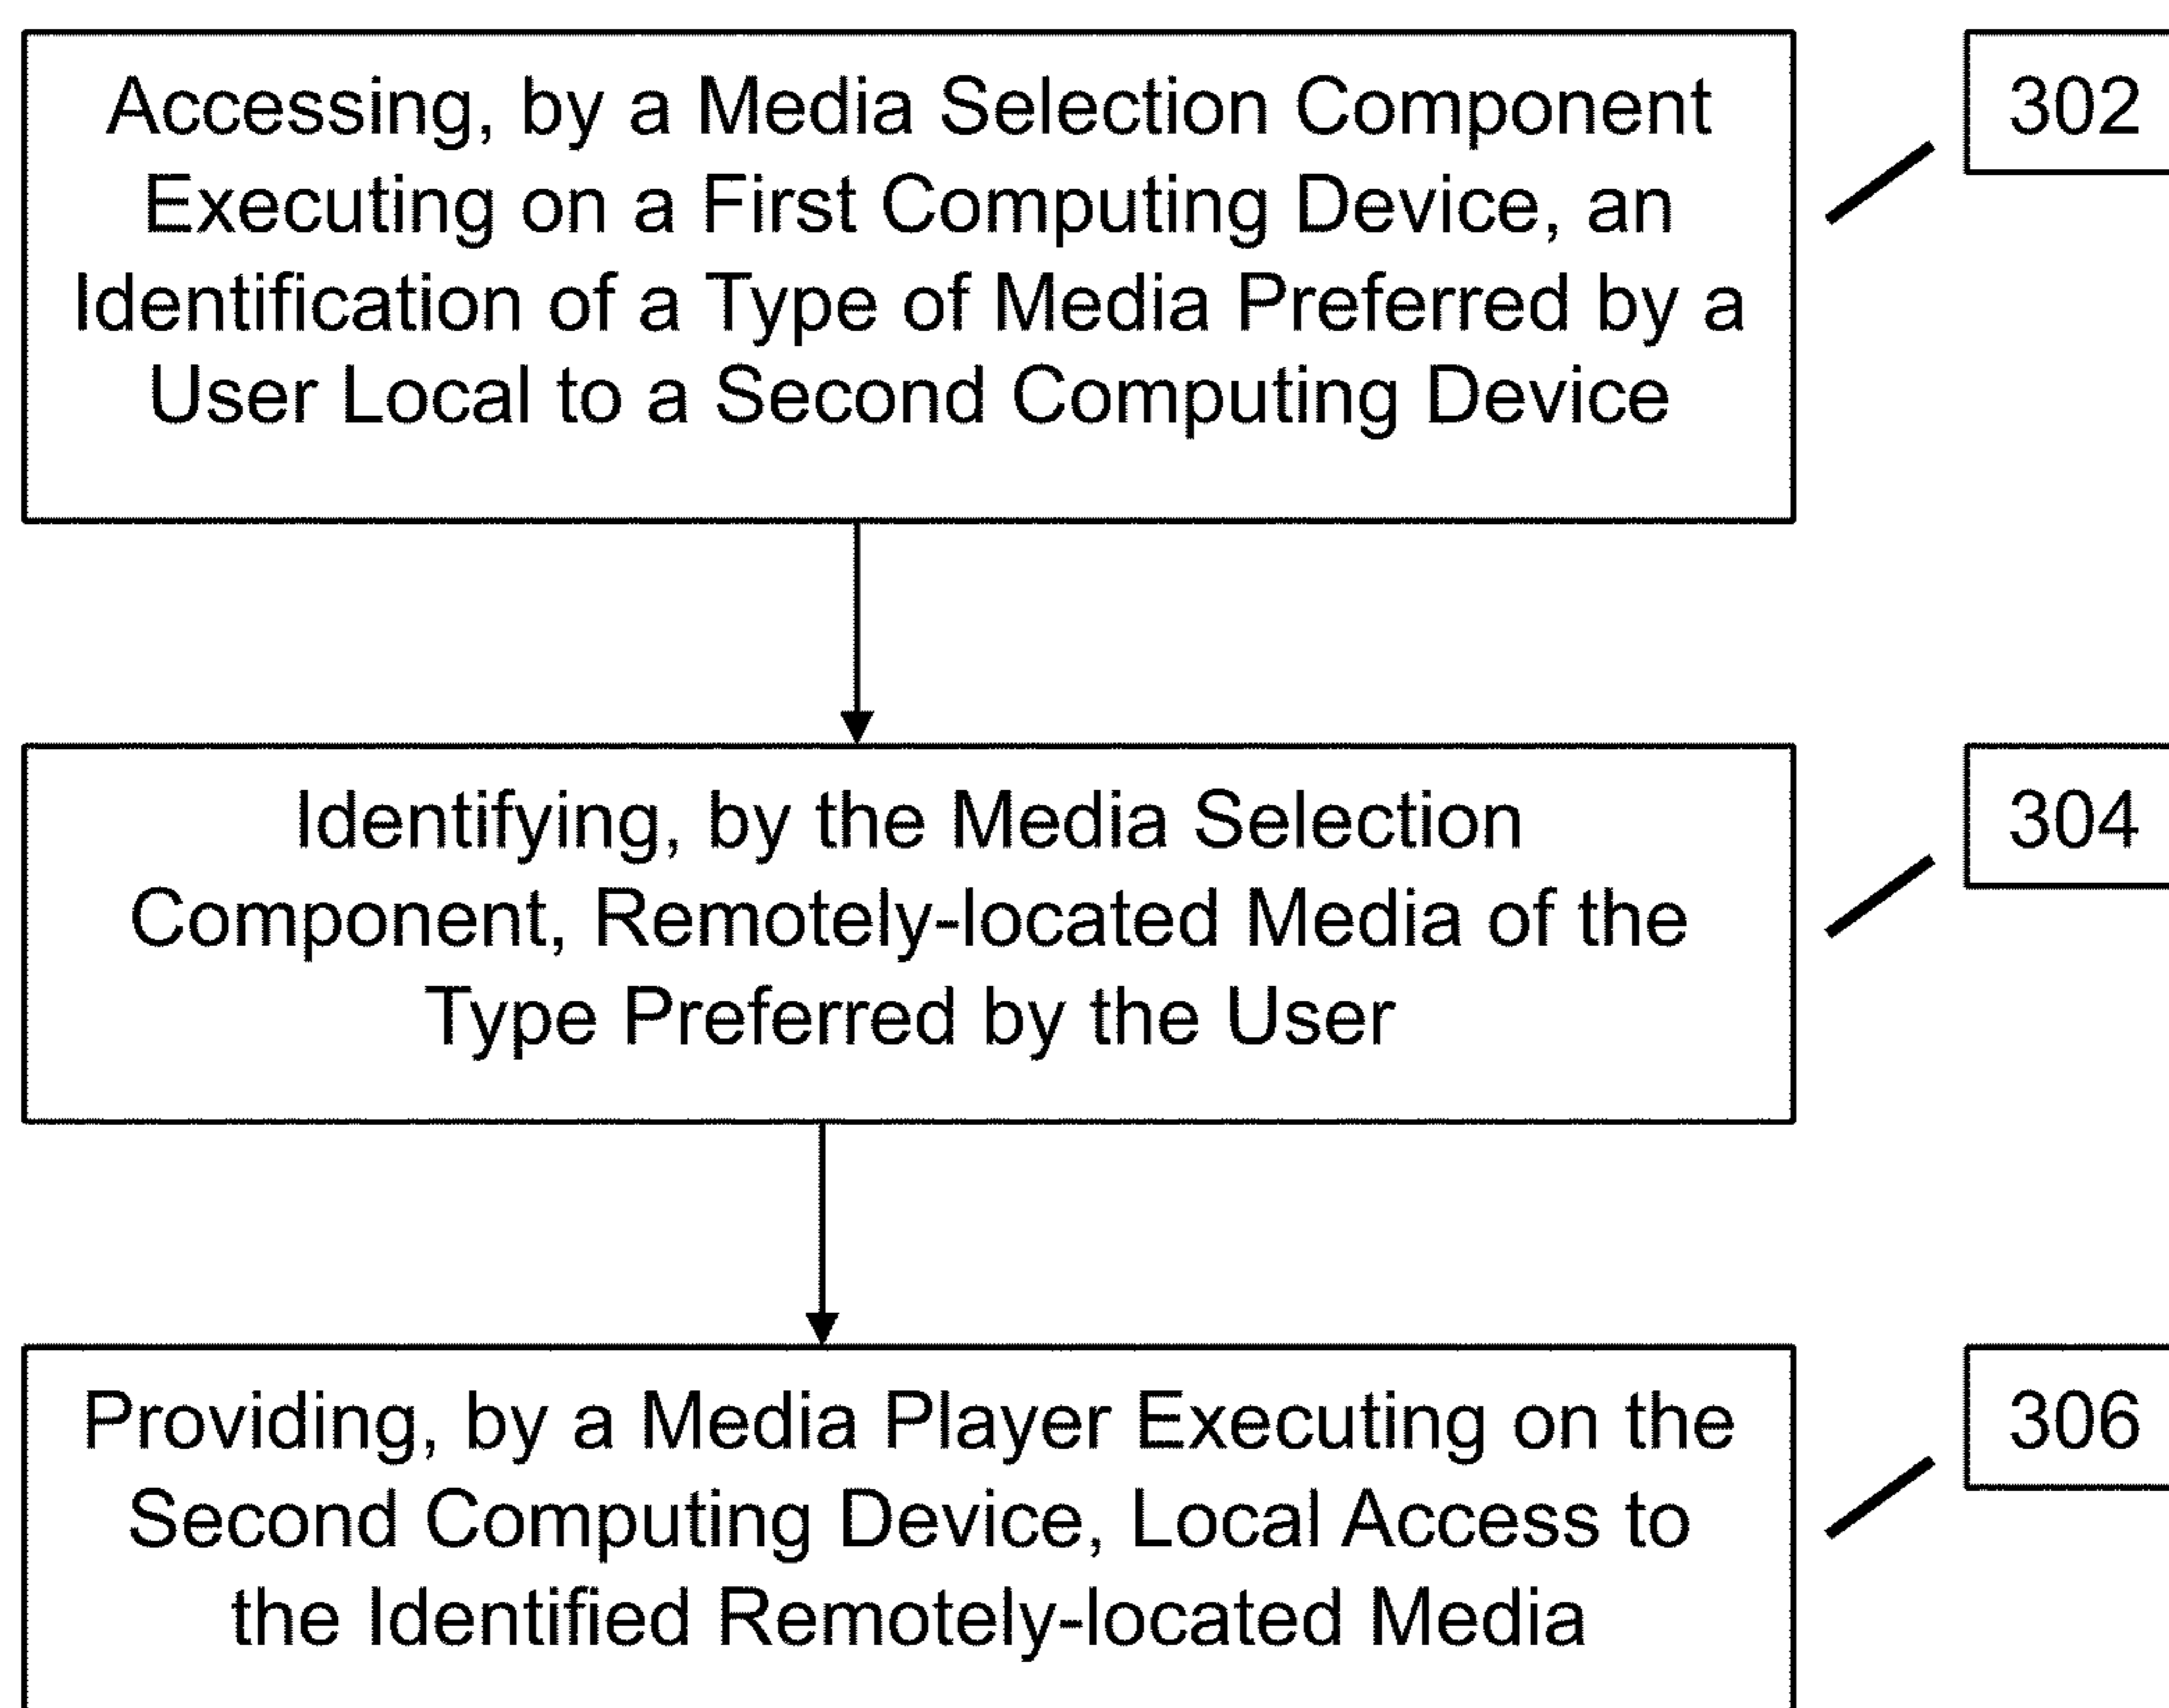 Accessing, by a Media Selection Component
Executing on a First Computing Device, an
Identification of a Type of Media Preferred by a
User Local to a Second Computing Device
302
Identifying, by the Media Selection
Component, Remotely-located Media of the
Type Preferred by the User
304
Providing, by a Media Player Executing on the
Second Computing Device, Local Access to
the Identified Remotely-located Media
306